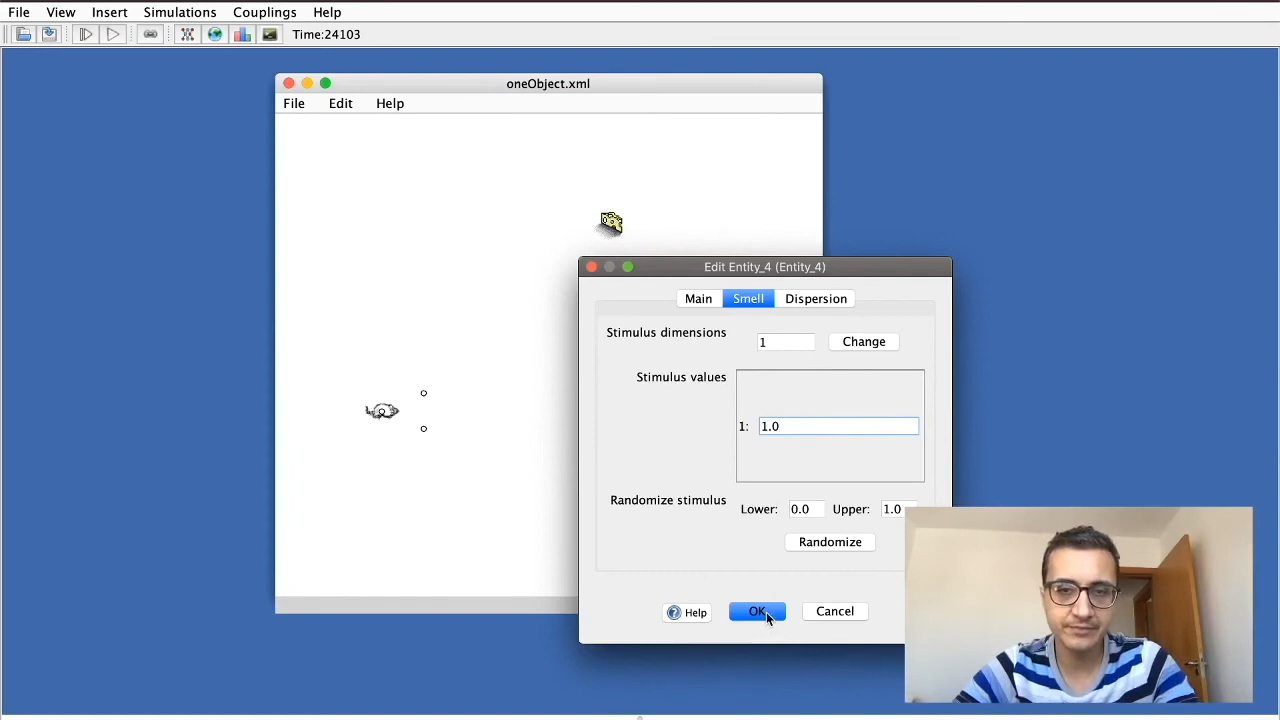 File View Insert Simulations Couplings Help
Time:24103
oneObject.xml
File Edit Help
Edit Entity_4 (Entity_4)
Main Smell Dispersion
Stimulus dimensions 1 Change
Stimulus values
1: 1.0
Randomize stimulus
Lower: 0.0 Upper: 1.0
Randomize
? Help OK Cancel